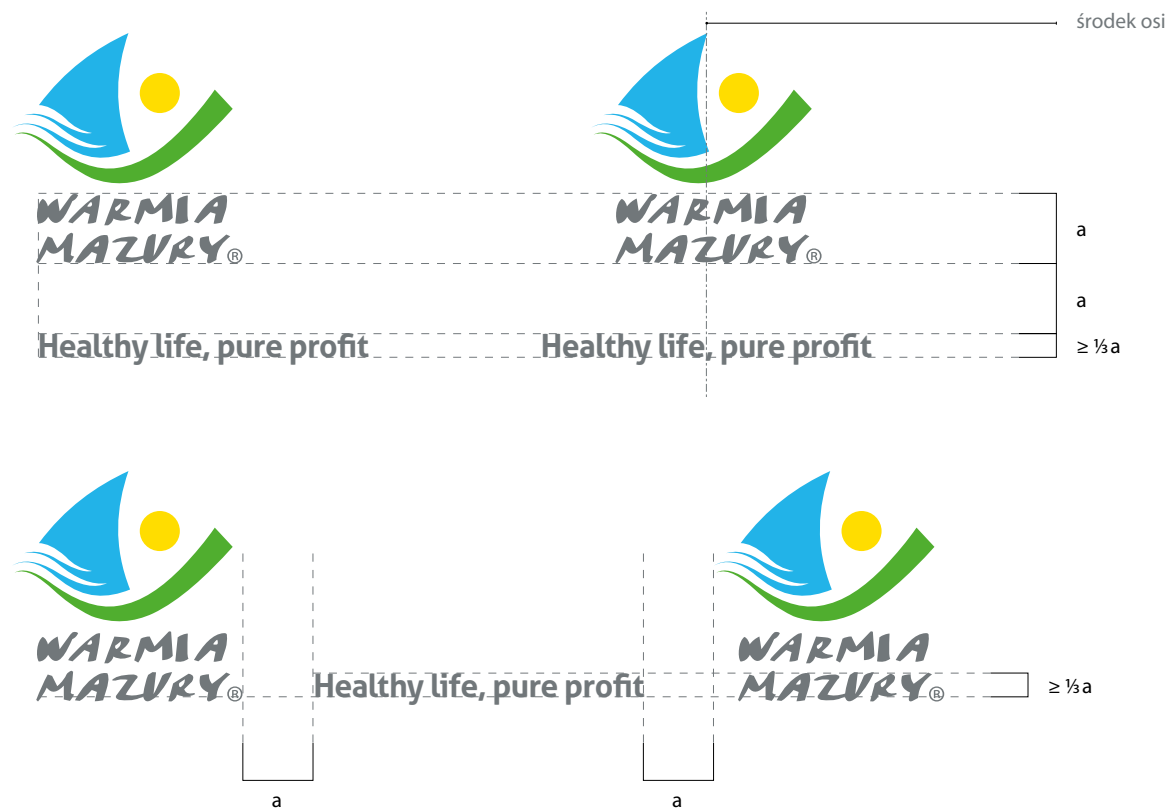 środek osi
WARMIA
MAZURY®
WARMIA
MAZURY®
a
a
Healthy life, pure profit
Healthy life, pure profit
≥ ⅓ a
WARMIA
MAZURY®
Healthy life, pure profit
WARMIA
MAZURY®
≥ ⅓ a
a
a